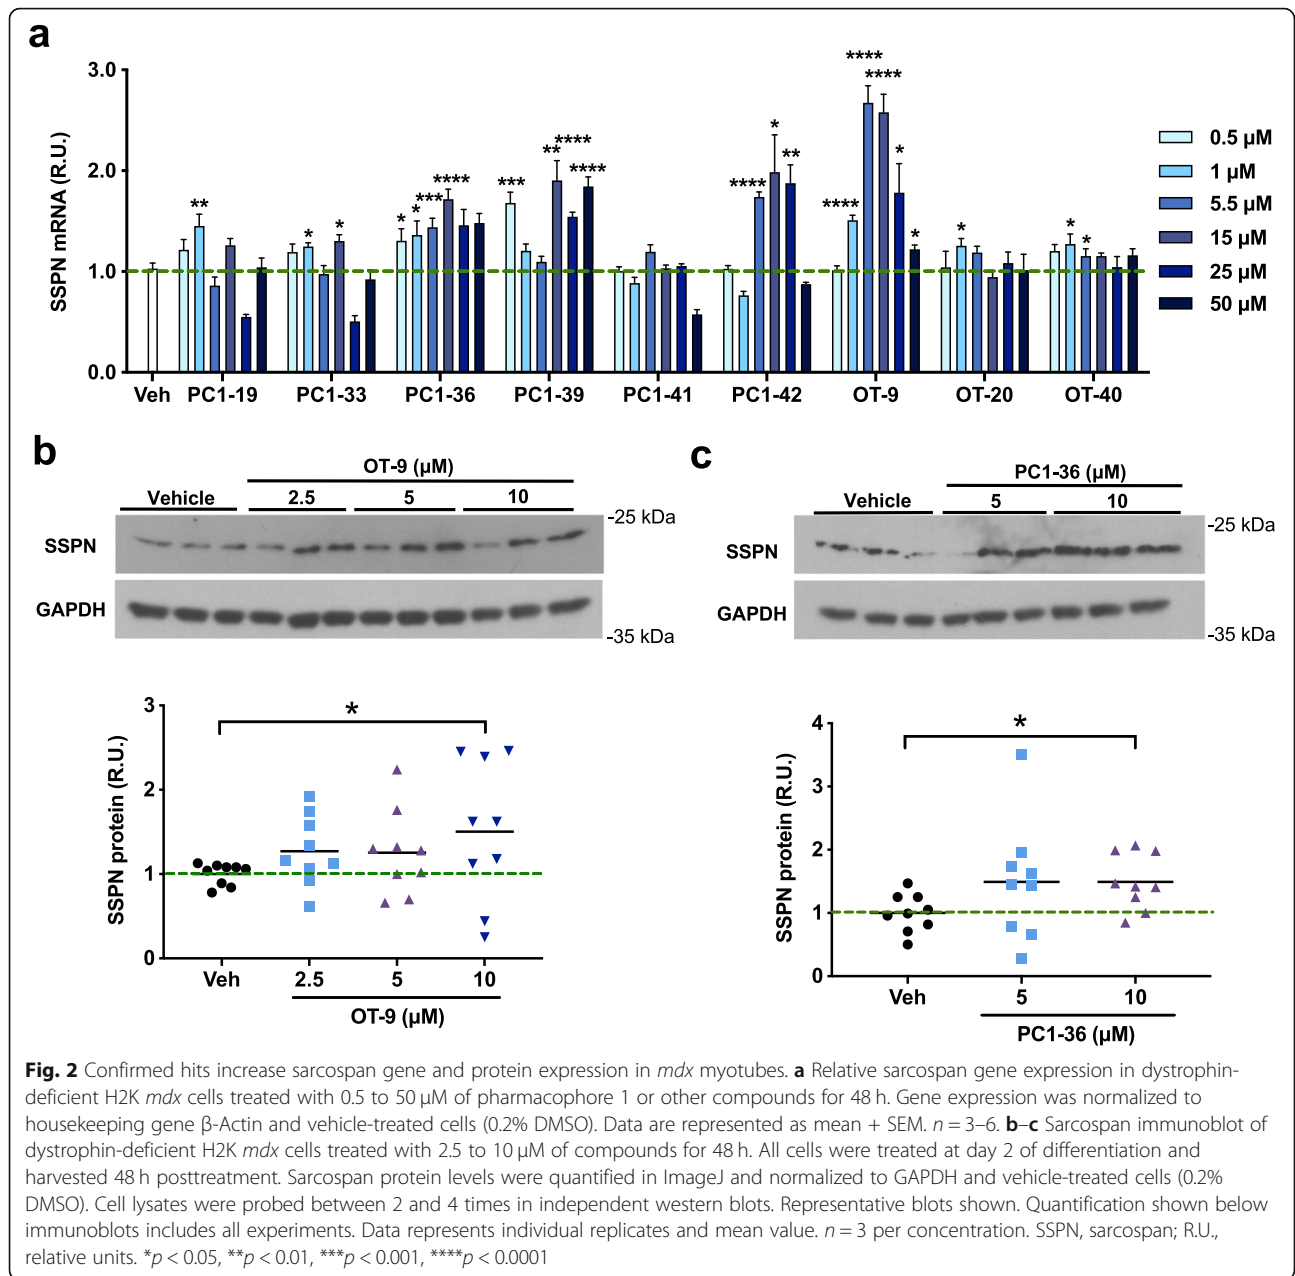 a
3.0
2.0
1.0
0.0
SSPN mRNA (R.U.)
** * * * * *** **** *** ** **** **** **** * ** **** **** **** * * * * *
0.5 µM
1 µM
5.5 µM
15 µM
25 µM
50 µM
Veh PC1-19 PC1-33 PC1-36 PC1-39 PC1-41 PC1-42 OT-9 OT-20 OT-40
b
OT-9 (µM)
Vehicle 2.5 5 10
-25 kDa
SSPN
GAPDH
-35 kDa
3
2
1
0
SSPN protein (R.U.)
*
Veh 2.5 5 10
OT-9 (µM)
c
PC1-36 (µM)
Vehicle 5 10
-25 kDa
SSPN
GAPDH
-35 kDa
4
3
2
1
0
SSPN protein (R.U.)
*
Veh 5 10
PC1-36 (µM)
Fig. 2 Confirmed hits increase sarcospan gene and protein expression in mdx myotubes. a Relative sarcospan gene expression in dystrophin-
deficient H2K mdx cells treated with 0.5 to 50 µM of pharmacophore 1 or other compounds for 48 h. Gene expression was normalized to
housekeeping gene β-Actin and vehicle-treated cells (0.2% DMSO). Data are represented as mean + SEM. n = 3–6. b–c Sarcospan immunoblot of
dystrophin-deficient H2K mdx cells treated with 2.5 to 10 µM of compounds for 48 h. All cells were treated at day 2 of differentiation and
harvested 48 h posttreatment. Sarcospan protein levels were quantified in ImageJ and normalized to GAPDH and vehicle-treated cells (0.2%
DMSO). Cell lysates were probed between 2 and 4 times in independent western blots. Representative blots shown. Quantification shown below
immunoblots includes all experiments. Data represents individual replicates and mean value. n = 3 per concentration. SSPN, sarcospan; R.U.,
relative units. *p < 0.05, **p < 0.01, ***p < 0.001, ****p < 0.0001